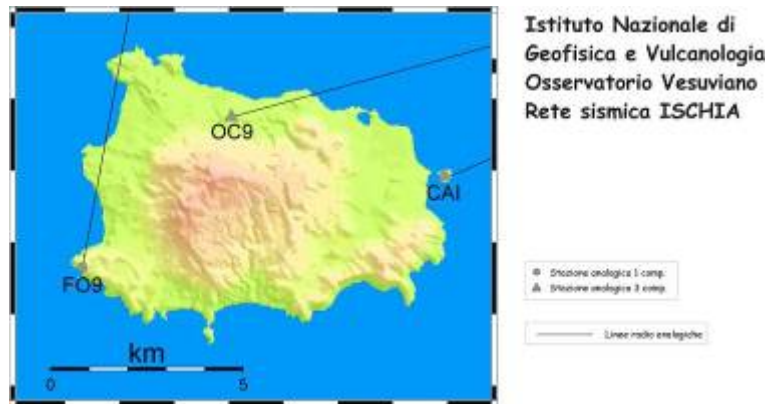 Istituto Nazionale di
Geofisica e Vulcanologia
Osservatorio Vesuviano
Rete sismica ISCHIA
OC9
CAI
FO9
km
0 5
Stazione analogica 1 comp.
Stazione analogica 3 comp.
Linee radio analogiche